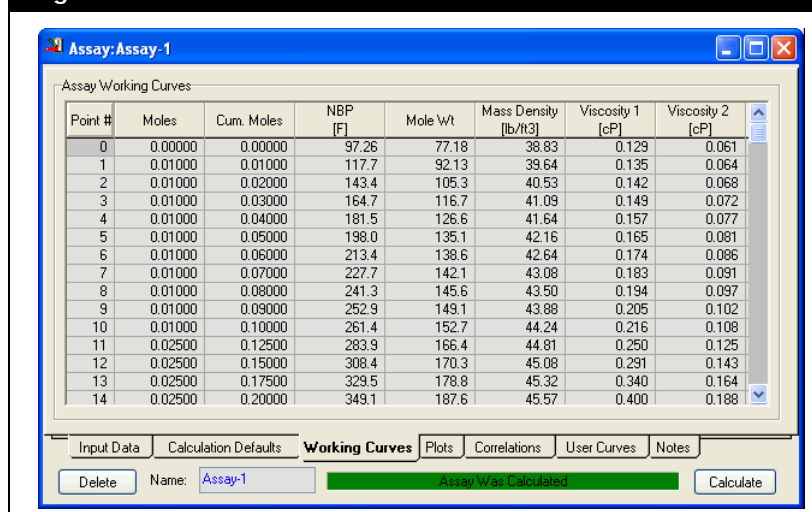 Assay:Assay-1
Assay Working Curves
Point # Moles Cum. Moles NBP [F] Mole Wt Mass Density [lb/ft3] Viscosity 1 [cP] Viscosity 2 [cP]
0 0.00000 0.00000 97.26 77.18 38.83 0.129 0.061
1 0.01000 0.01000 117.7 92.13 39.64 0.135 0.064
2 0.01000 0.02000 143.4 105.3 40.53 0.142 0.068
3 0.01000 0.03000 164.7 116.7 41.09 0.149 0.072
4 0.01000 0.04000 181.5 126.6 41.64 0.157 0.077
5 0.01000 0.05000 198.0 135.1 42.16 0.165 0.081
6 0.01000 0.06000 213.4 138.6 42.64 0.174 0.086
7 0.01000 0.07000 227.7 142.1 43.08 0.183 0.091
8 0.01000 0.08000 241.3 145.6 43.50 0.194 0.097
9 0.01000 0.09000 252.9 149.1 43.88 0.205 0.102
10 0.01000 0.10000 261.4 152.7 44.24 0.216 0.108
11 0.02500 0.12500 283.9 166.4 44.81 0.250 0.125
12 0.02500 0.15000 308.4 170.3 45.08 0.291 0.143
13 0.02500 0.17500 329.5 178.8 45.32 0.340 0.164
14 0.02500 0.20000 349.1 187.6 45.57 0.400 0.188
Input Data Calculation Defaults Working Curves Plots Correlations User Curves Notes
Delete Name: Assay-1 Assay Was Calculated Calculate